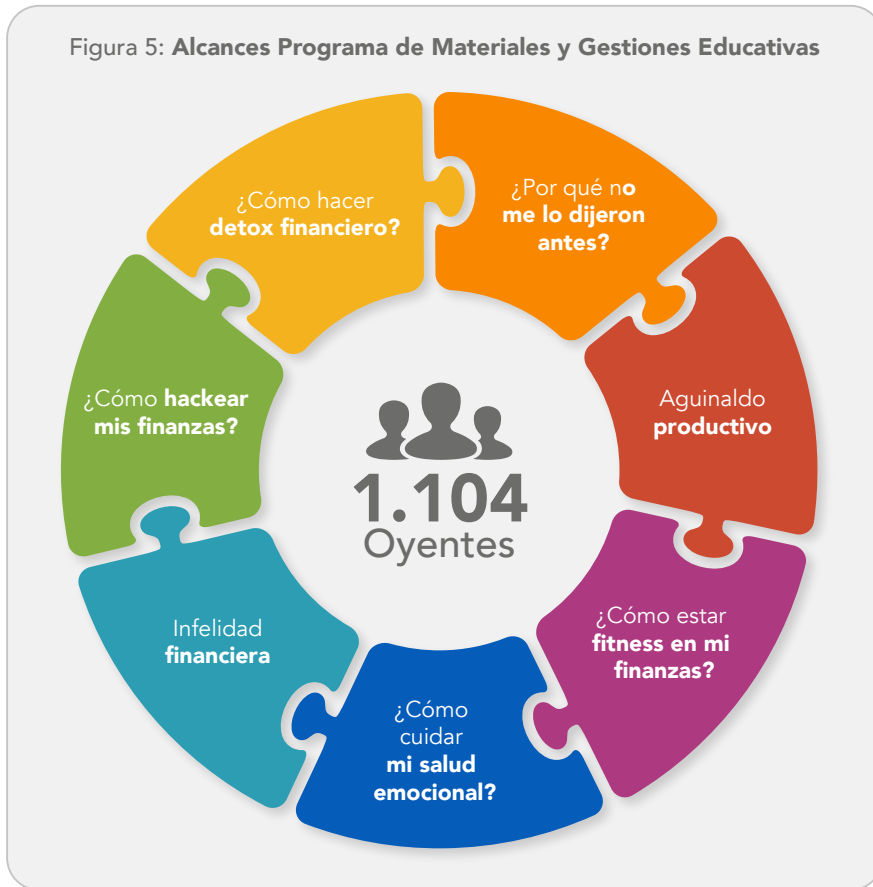 Figura 5: Alcances Programa de Materiales y Gestiones Educativas
¿Cómo hacer
detox financiero?
¿Por qué no
me lo dijeron
antes?
Aguinaldo
productivo
¿Cómo estar
fitness en mi
finanzas?
¿Cómo
cuidar
mi salud
emocional?
Infelidad
financiera
¿Cómo hackear
mis finanzas?
1.104
Oyentes